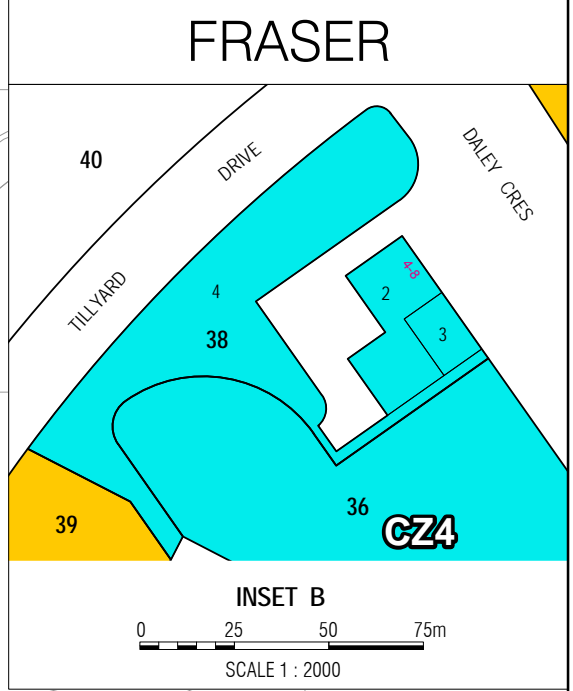 FRASER
40
DRIVE
DALEY CRES
TILLYARD
4
4-8
2
38
3
36
CZ4
39
INSET B
0 25 50 75m
SCALE 1 : 2000